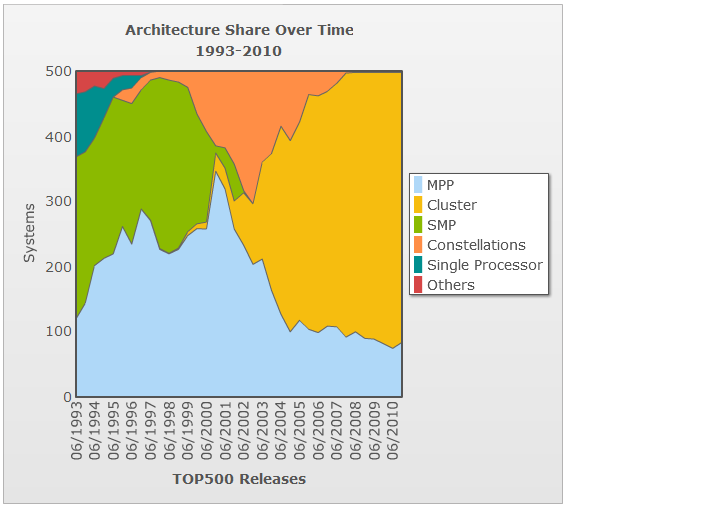 Architecture Share Over Time
1993-2010
500
400
300
200
100
0
Systems
06/1993
06/1994
06/1995
06/1996
06/1997
06/1998
06/1999
06/2000
06/2001
06/2002
06/2003
06/2004
06/2005
06/2006
06/2007
06/2008
06/2009
06/2010
TOP500 Releases
MPP
Cluster
SMP
Constellations
Single Processor
Others